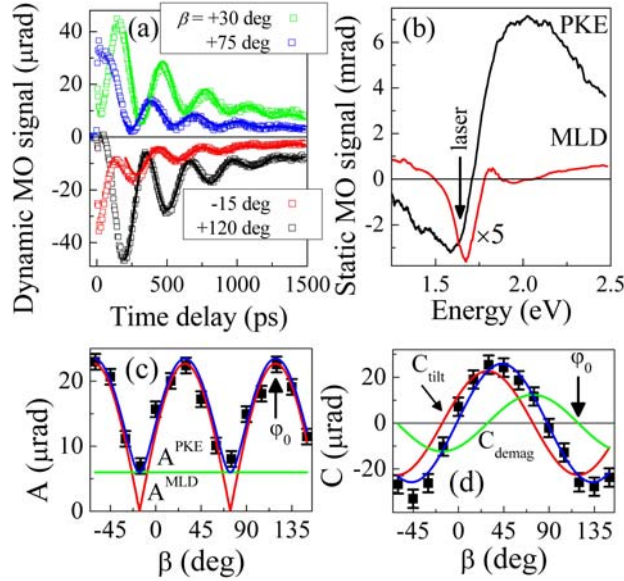 (a)
β = +30 deg
+75 deg
-15 deg
+120 deg
Dynamic MO signal (μrad)
40
20
0
-20
-40
0
500
1000
1500
Time delay (ps)
(b)
PKE
laser
MLD
×5
Static MO signal (mrad)
6
4
2
0
-2
1.5
2.0
2.5
Energy (eV)
(c)
A^PKE
A^MLD
φ0
A (μrad)
20
10
0
-45
0
45
90
135
β (deg)
C_tilt
φ0
C_demag
(d)
C (μrad)
20
0
-20
-45
0
45
90
135
β (deg)